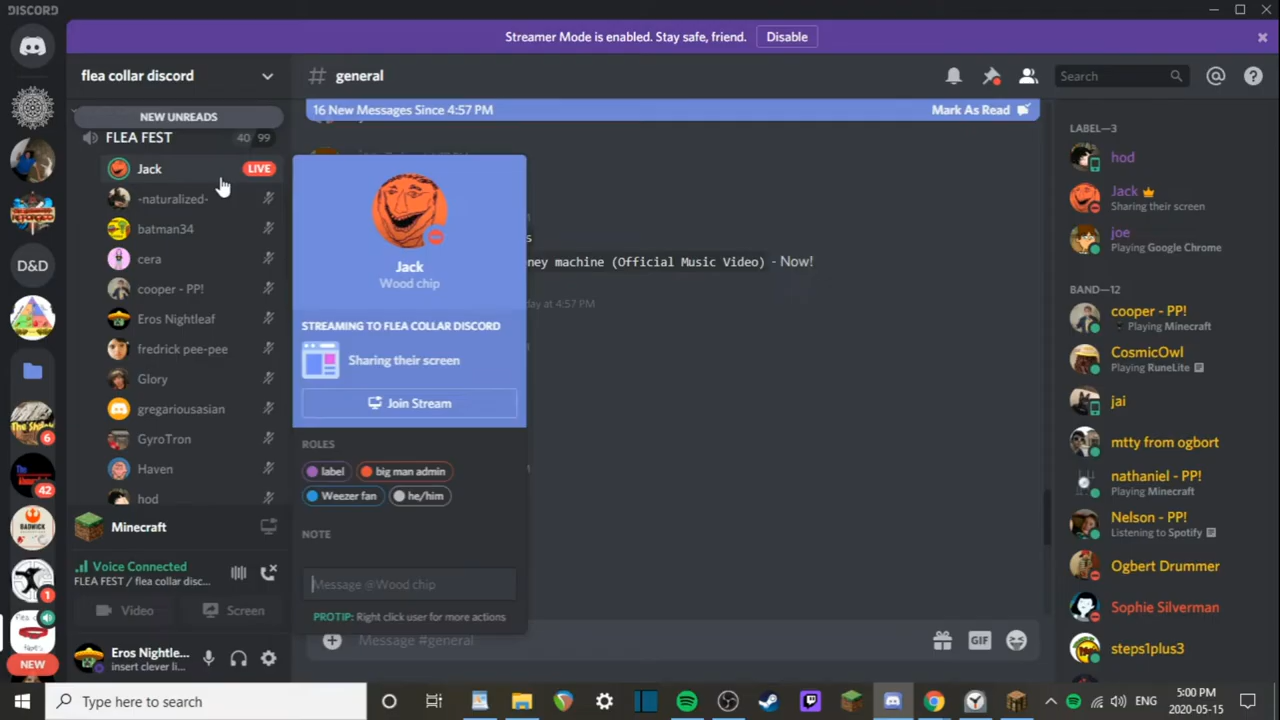 DISCORD
Streamer Mode is enabled. Stay safe, friend.
Disable
flea collar discord
# general
Search
NEW UNREADS
16 New Messages Since 4:57 PM
Mark As Read
FLEA FEST
40 99
Jack
LIVE
-naturalized-
batman34
cera
cooper - PP!
Eros Nightleaf
fredrick pee-pee
Glory
gregariousasian
GyroTron
Haven
hod
Minecraft
Voice Connected
FLEA FEST / flea collar disc...
Video
Screen
Eros Nightle...
insert clever li...
D&D
6
42
1
NEW
Jack
Wood chip
STREAMING TO FLEA COLLAR DISCORD
Sharing their screen
Join Stream
ROLES
label
big man admin
Weezer fan
he/him
NOTE
Message @Wood chip
PROTIP: Right click user for more actions
s
ney machine (Official Music Video) - Now!
day at 4:57 PM
Message #general
GIF
LABEL—3
hod
Jack
Sharing their screen
joe
Playing Google Chrome
BAND—12
cooper - PP!
Playing Minecraft
CosmicOwl
Playing RuneLite
jai
mtty from ogbort
nathaniel - PP!
Playing Minecraft
Nelson - PP!
Listening to Spotify
Ogbert Drummer
Sophie Silverman
steps1plus3
Type here to search
ENG
5:00 PM
2020-05-15